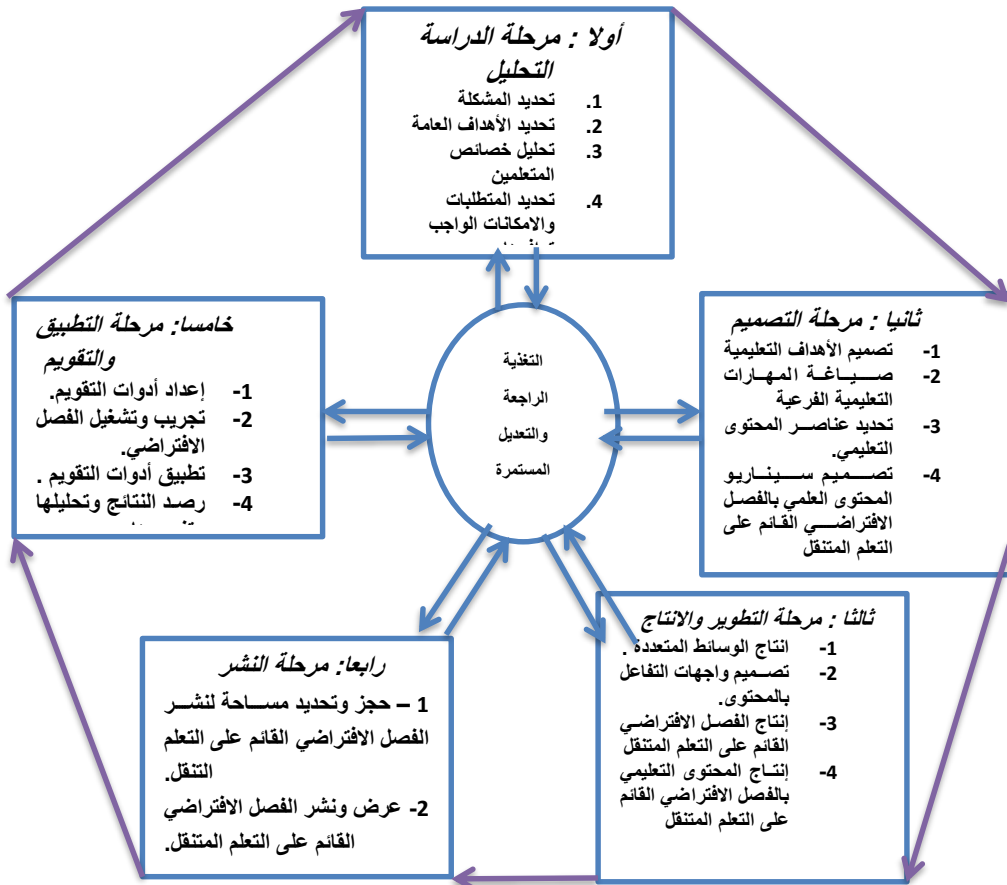 أولا : مرحلة الدراسة
التحليل
1. تحديد المشكلة
2. تحديد الأهداف العامة
3. تحليل خصائص
المتعلمين
4. تحديد المتطلبات
والامكانات الواجب
ثانيا : مرحلة التصميم
1- تصميم الأهداف التعليمية
2- صياغة المهارات
التعليمية الفرعية
3- تحديد عناصر المحتوى
التعليمي.
4- تصميم سيناريو
المحتوى العلمي بالفصل
الافتراضي القائم على
التعلم المتنقل
ثالثا : مرحلة التطوير والانتاج
1- انتاج الوسائط المتعددة .
2- تصميم واجهات التفاعل
بالمحتوى.
3- إنتاج الفصل الافتراضي
القائم على التعلم المتنقل
4- إنتاج المحتوى التعليمي
بالفصل الافتراضي القائم
على التعلم المتنقل
رابعا: مرحلة النشر
1 – حجز وتحديد مساحة لنشر
الفصل الافتراضي القائم على التعلم
التنقل.
2- عرض ونشر الفصل الافتراضي
القائم على التعلم المتنقل.
خامسا: مرحلة التطبيق
والتقويم
1- إعداد أدوات التقويم.
2- تجريب وتشغيل الفصل
الافتراضي.
3- تطبيق أدوات التقويم .
4- رصد النتائج وتحليلها
التغذية
الراجعة
والتعديل
المستمرة